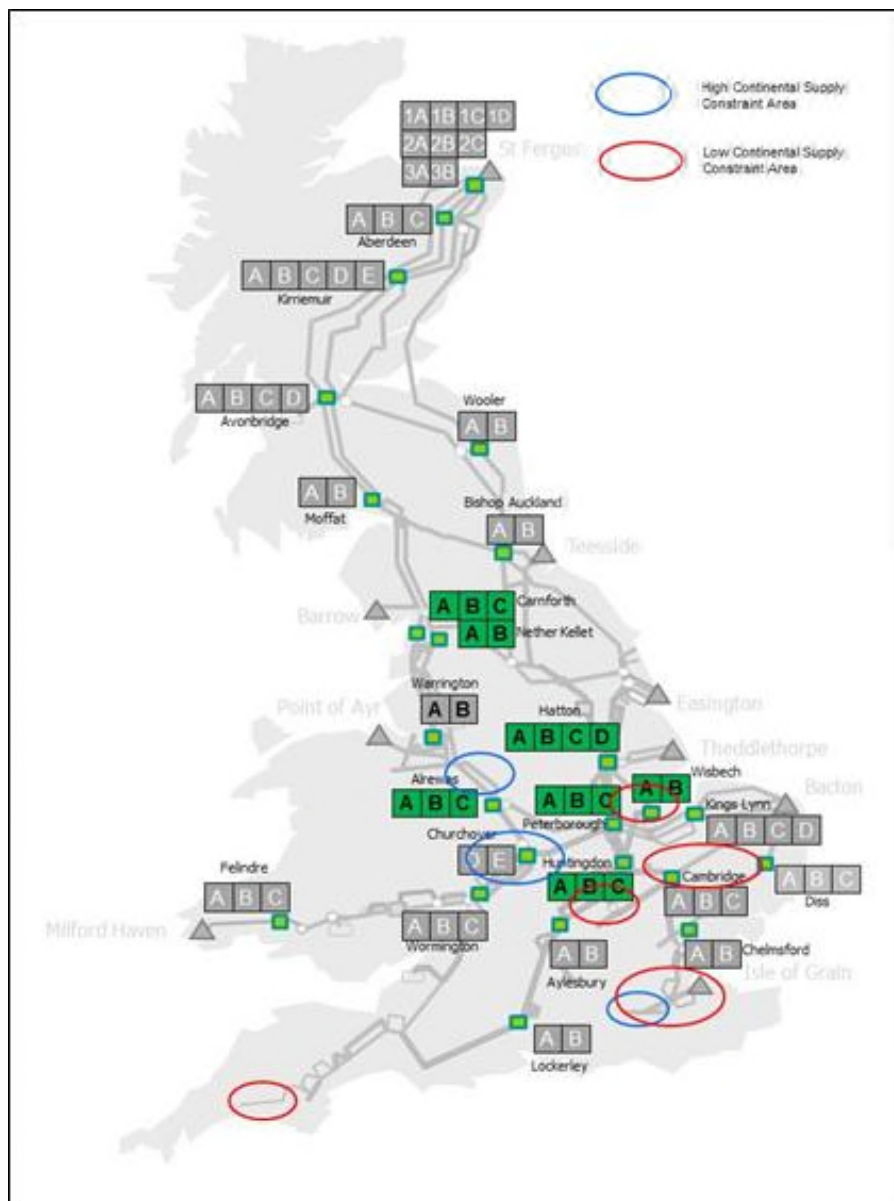 High Continental Supply
Constraint Area
Low Continental Supply
Constraint Area
1A 1B 1C 1D
2A 2B 2C
3A 3B
St Fergus
A B C
Aberdeen
A B C D E
Kirriemuir
A B C D
Avonbridge
Wooler
A B
A B
Moffat
Bishop Auckland
A B
Teesside
Barrow
A B C Carnforth
A B Nether Kellet
Warrington
A B
Point of Ayr
Hatton
A B C D
Easington
Theddlethorpe
Alrewas
A B C
A B C
Peterborough
Wisbech
A B
Kings Lynn
A B C D
Bacton
Churchover
D E
Huntingdon
A B C
Cambridge
A B C
A B C
Diss
Felindre
A B C
Milford Haven
A B C
Wormington
A B
Aylesbury
A B Chelmsford
Isle of Grain
A B
Lockerley